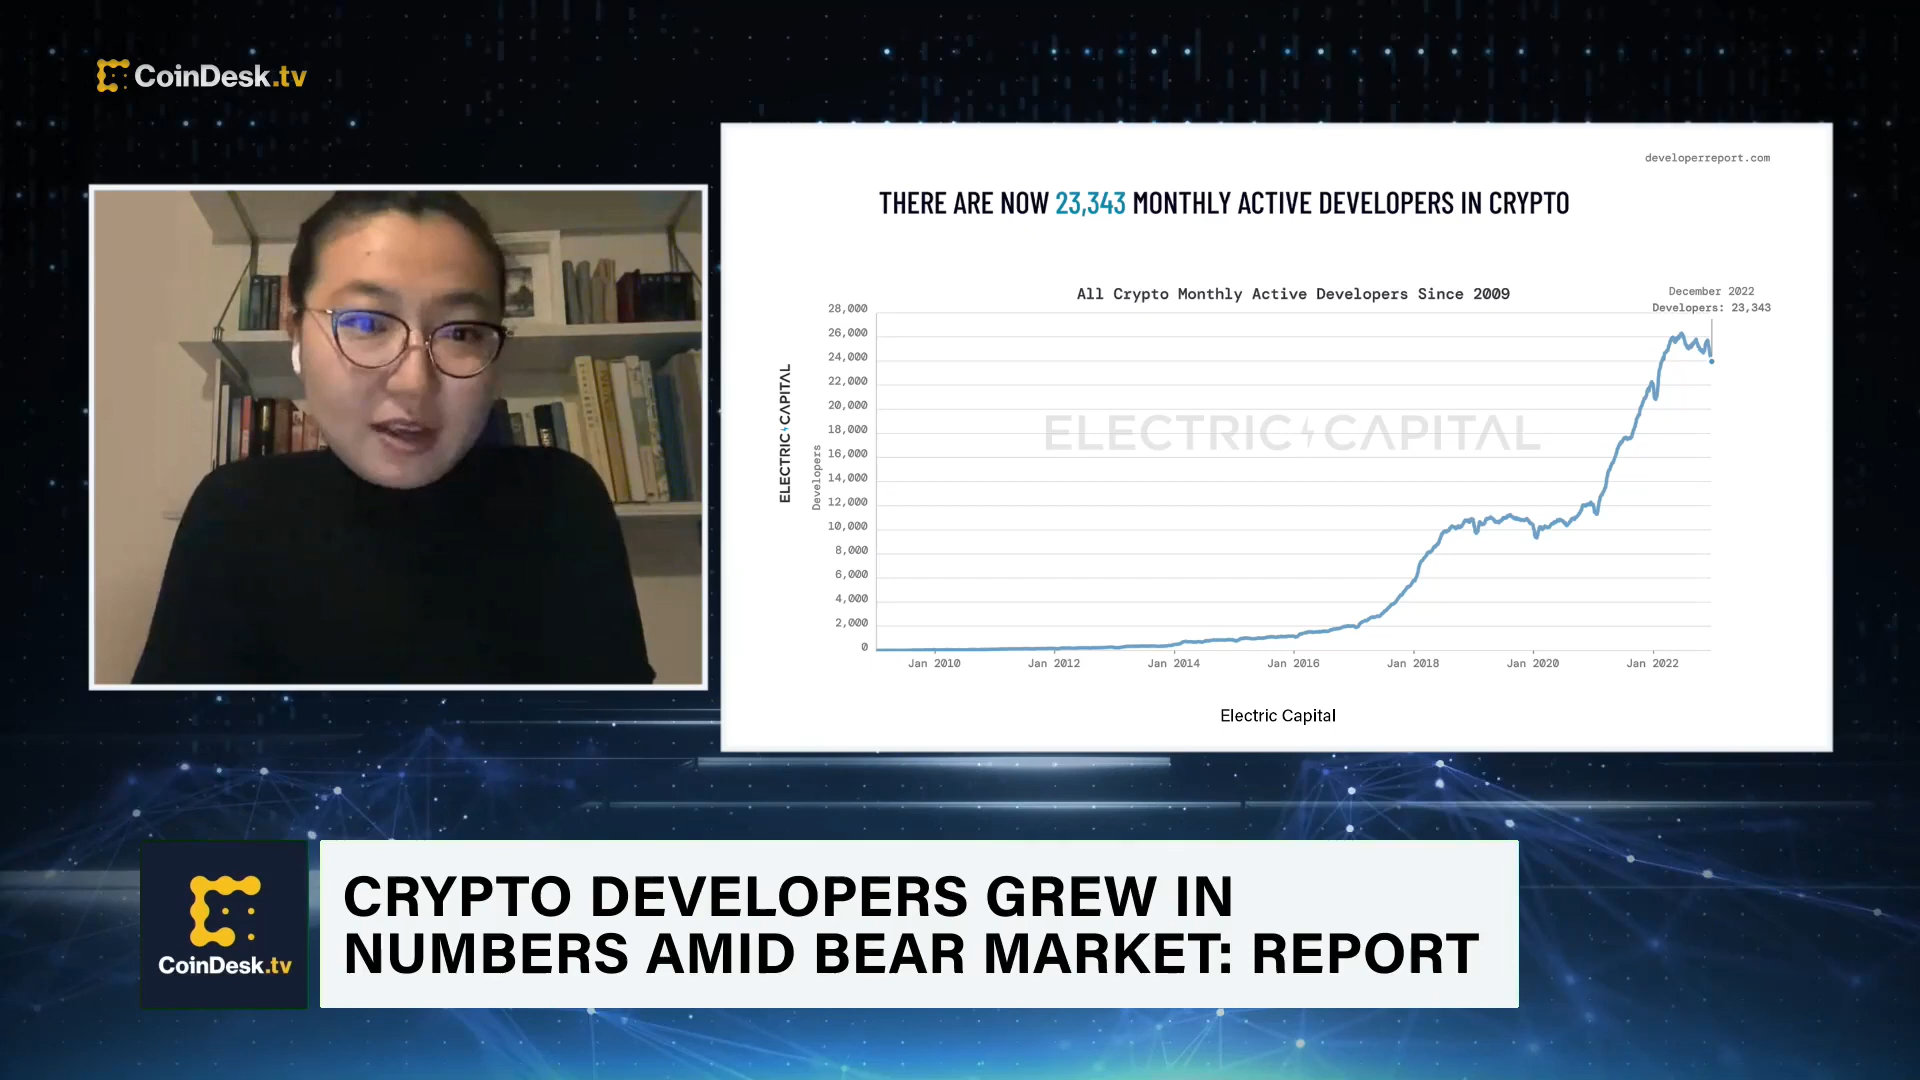 CoinDesk.tv
developerreport.com
THERE ARE NOW 23,343 MONTHLY ACTIVE DEVELOPERS IN CRYPTO
All Crypto Monthly Active Developers Since 2009
December 2022
Developers: 23,343
28,000
26,000
24,000
22,000
20,000
18,000
16,000
14,000
12,000
10,000
8,000
6,000
4,000
2,000
0
ELECTRIC CAPITAL
Developers
ELECTRIC CAPITAL
Jan 2010 Jan 2012 Jan 2014 Jan 2016 Jan 2018 Jan 2020 Jan 2022
Electric Capital
CoinDesk.tv
CRYPTO DEVELOPERS GREW IN
NUMBERS AMID BEAR MARKET: REPORT